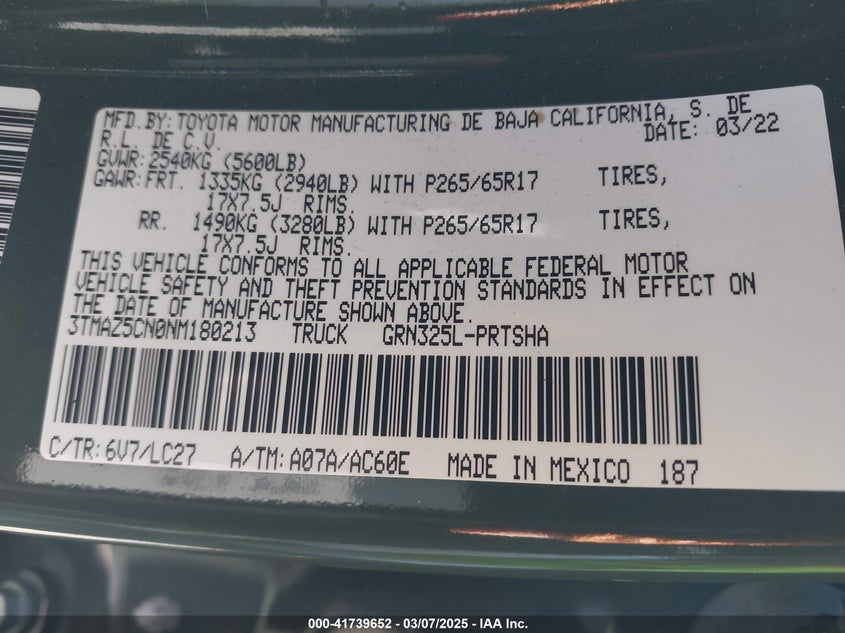 MFD.BY: TOYOTA MOTOR MANUFACTURING DE BAJA CALIFORNIA, S. DE
R.L. DE C.V. DATE: 03/22
GVWR: 2540KG (5600LB)
GAWR: FRT. 1335KG (2940LB) WITH P265/65R17 TIRES,
17X7.5J RIMS.
RR. 1490KG (3280LB) WITH P265/65R17 TIRES,
17X7.5J RIMS.
THIS VEHICLE CONFORMS TO ALL APPLICABLE FEDERAL MOTOR
VEHICLE SAFETY AND THEFT PREVENTION STANDARDS IN EFFECT ON
THE DATE OF MANUFACTURE SHOWN ABOVE.
3TMAZ5CN0NM180213 TRUCK GRN325L-PRTSHA
C/TR: 6V7/LC27 A/TM: A07A/AC60E MADE IN MEXICO 187
000-41739652 — 03/07/2025 — IAA Inc.